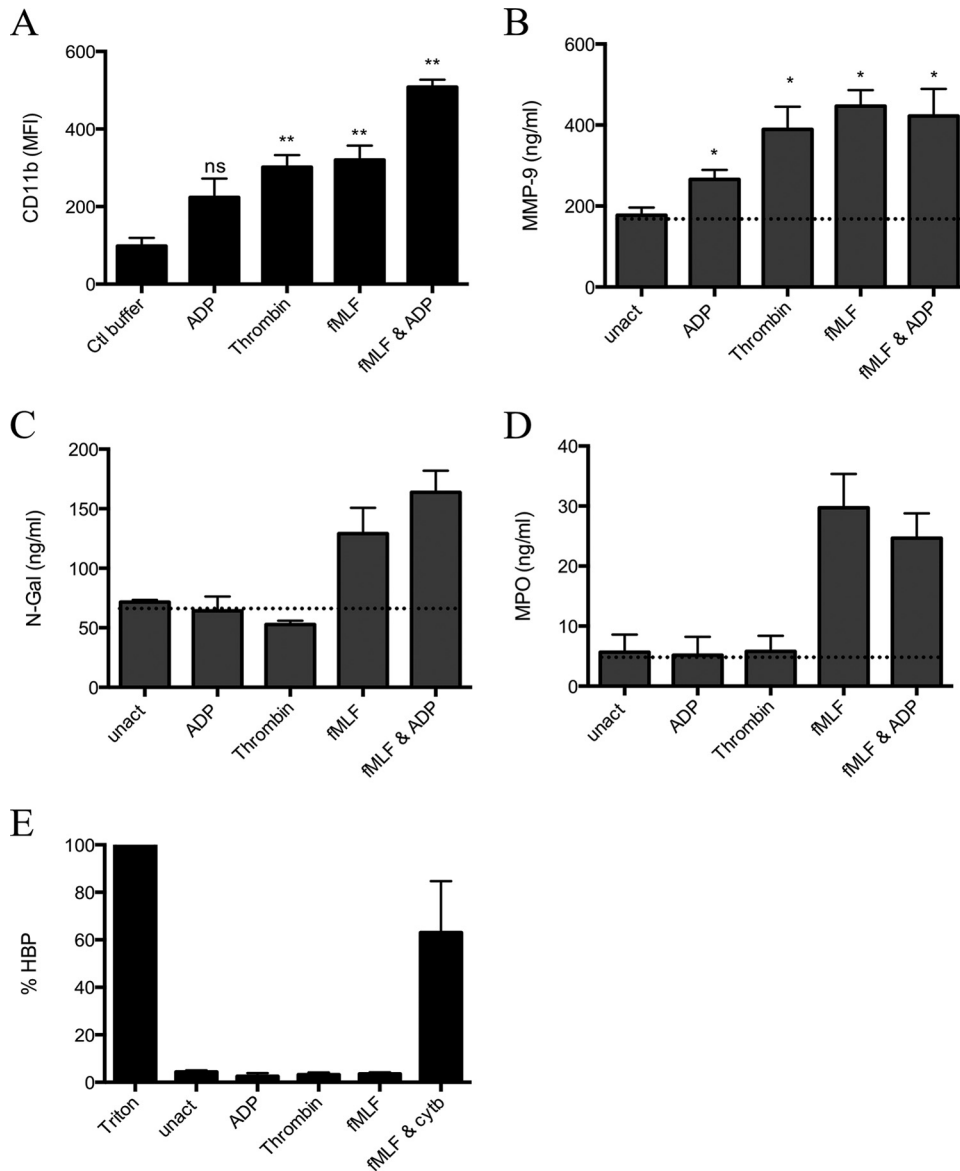 A
CD11b (MFI)
600
400
200
0
ns
**
**
**
Ctl buffer
ADP
Thrombin
fMLF
fMLF & ADP
B
MMP-9 (ng/ml)
600
400
200
0
*
*
*
*
unact
ADP
Thrombin
fMLF
fMLF & ADP
C
N-Gal (ng/ml)
200
150
100
50
0
unact
ADP
Thrombin
fMLF
fMLF & ADP
D
MPO (ng/ml)
40
30
20
10
0
unact
ADP
Thrombin
fMLF
fMLF & ADP
E
% HBP
100
80
60
40
20
0
Triton
unact
ADP
Thrombin
fMLF
fMLF & cytb